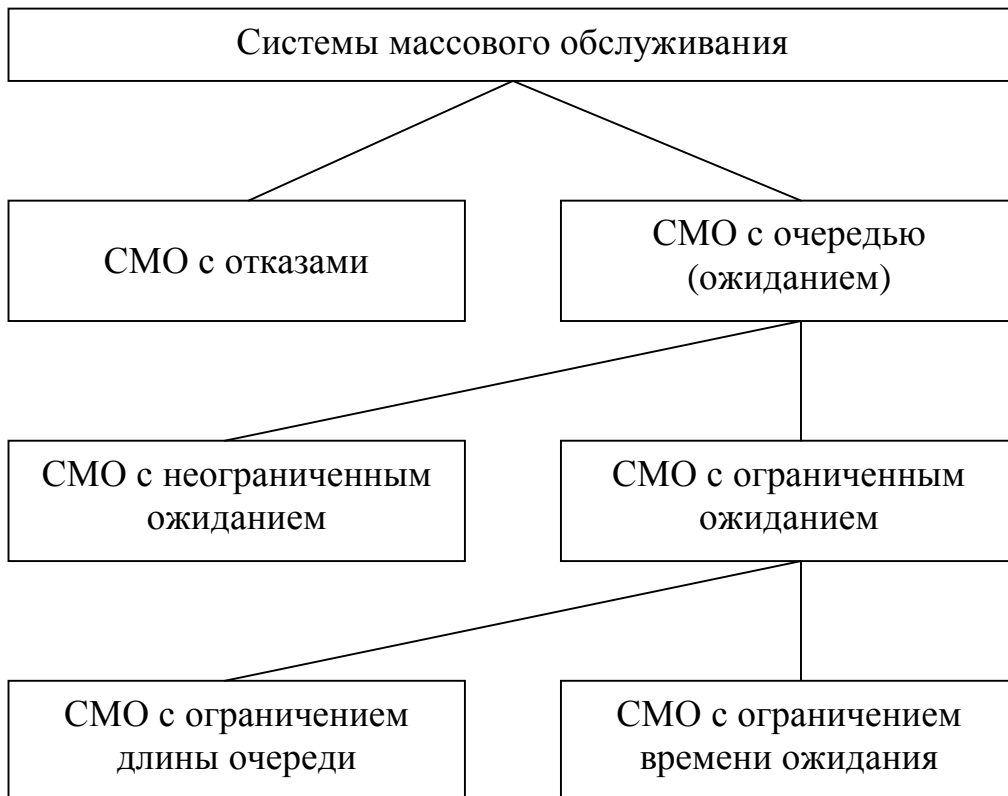 Системы массового обслуживания
СМО с отказами
СМО с очередью
(ожиданием)
СМО с неограниченным
ожиданием
СМО с ограниченным
ожиданием
СМО с ограничением
длины очереди
СМО с ограничением
времени ожидания